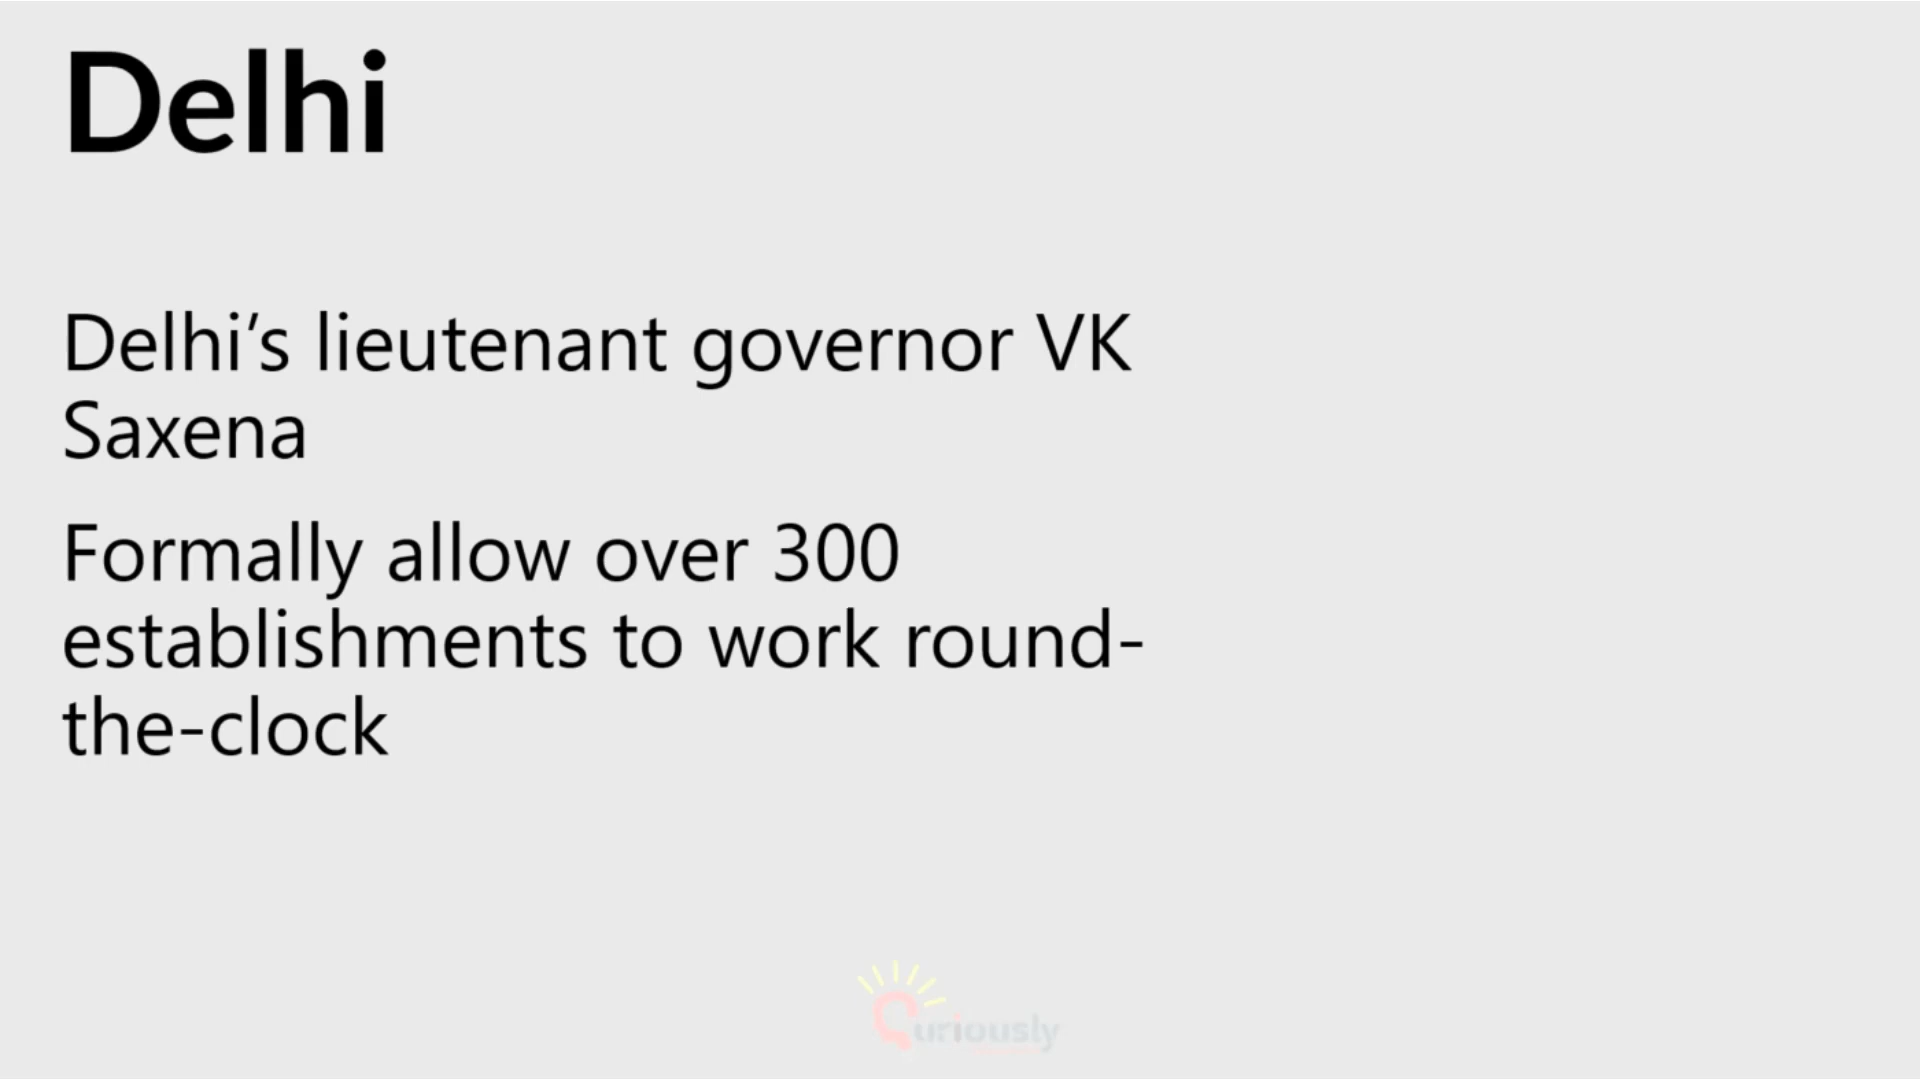 Delhi
Delhi’s lieutenant governor VK
Saxena
Formally allow over 300
establishments to work round-
the-clock
Curiously